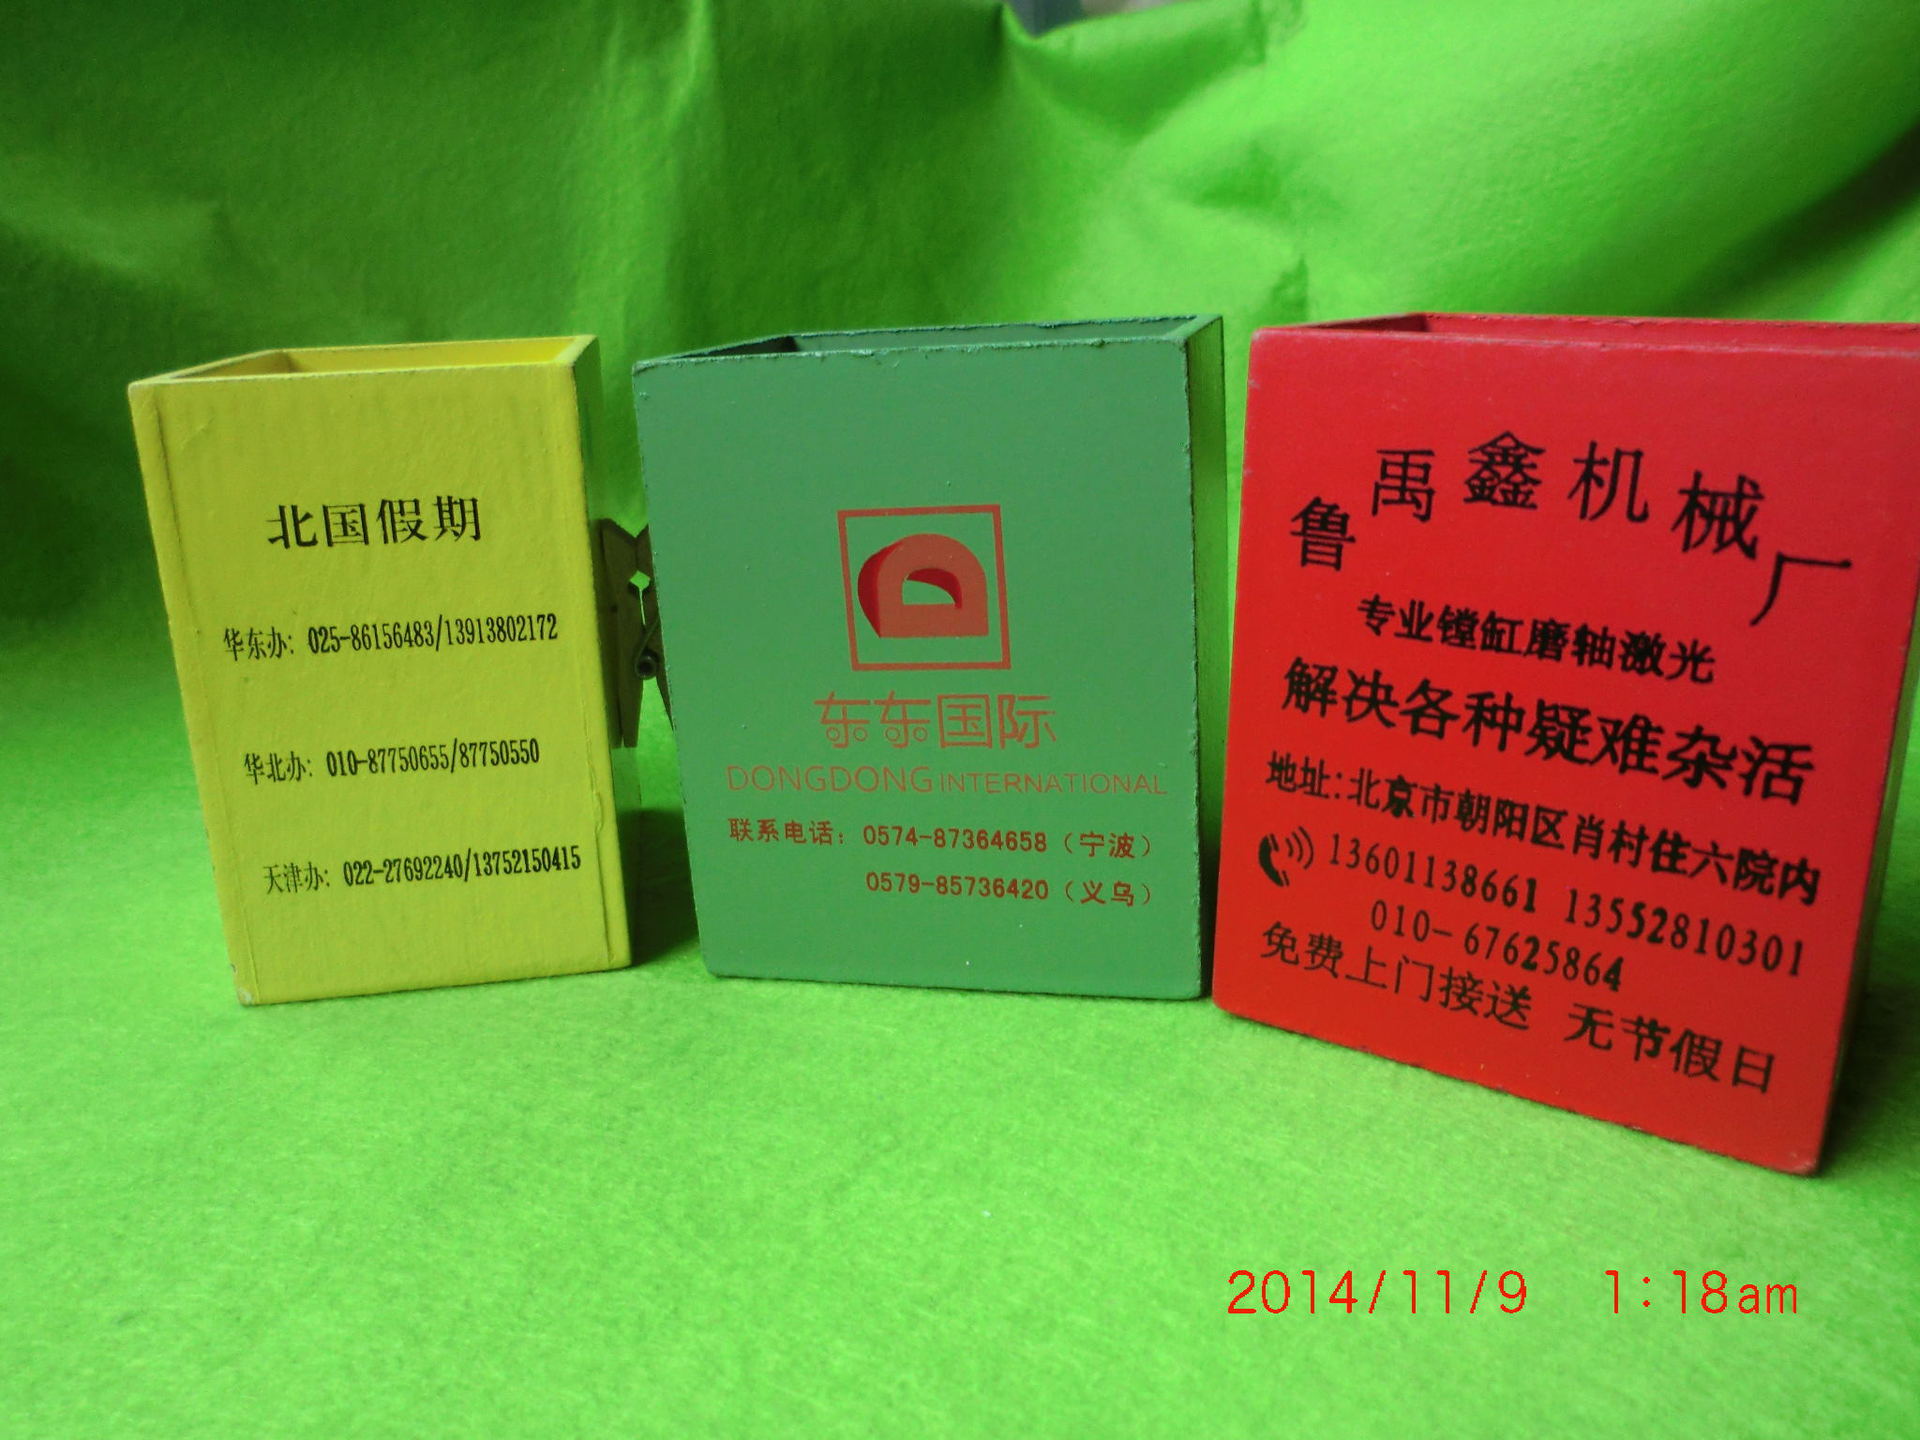 北国假期
华东办: 025-86156483/13913802172
华北办: 010-87750655/87750550
天津办: 022-27692240/13752150415
东东国际
DONGDONG INTERNATIONAL
联系电话: 0574-87364658（宁波）
0579-85736420（义乌）
鲁禹鑫机械厂
专业镗缸磨轴激光
解决各种疑难杂活
地址:北京市朝阳区肖村住六院内
13601138661 13552810301
010-67625864
免费上门接送 无节假日
2014/11/9 1:18am